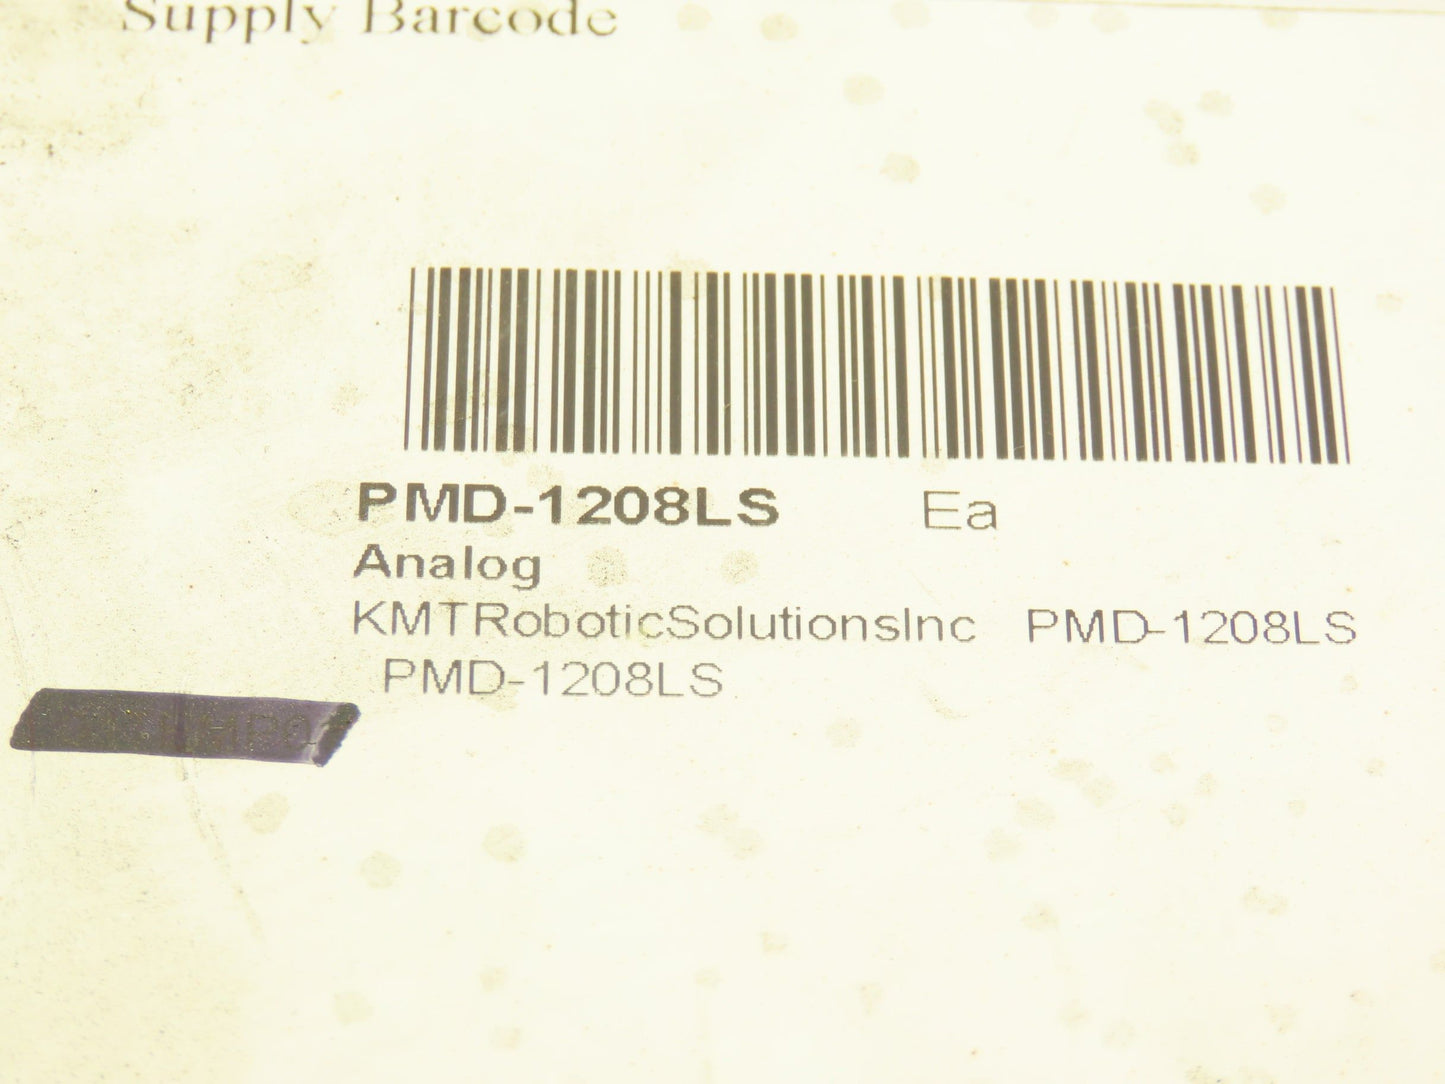 Supply Barcode
PMD-1208LS Ea
Analog
KMTRoboticSolutionsInc PMD-1208LS
PMD-1208LS